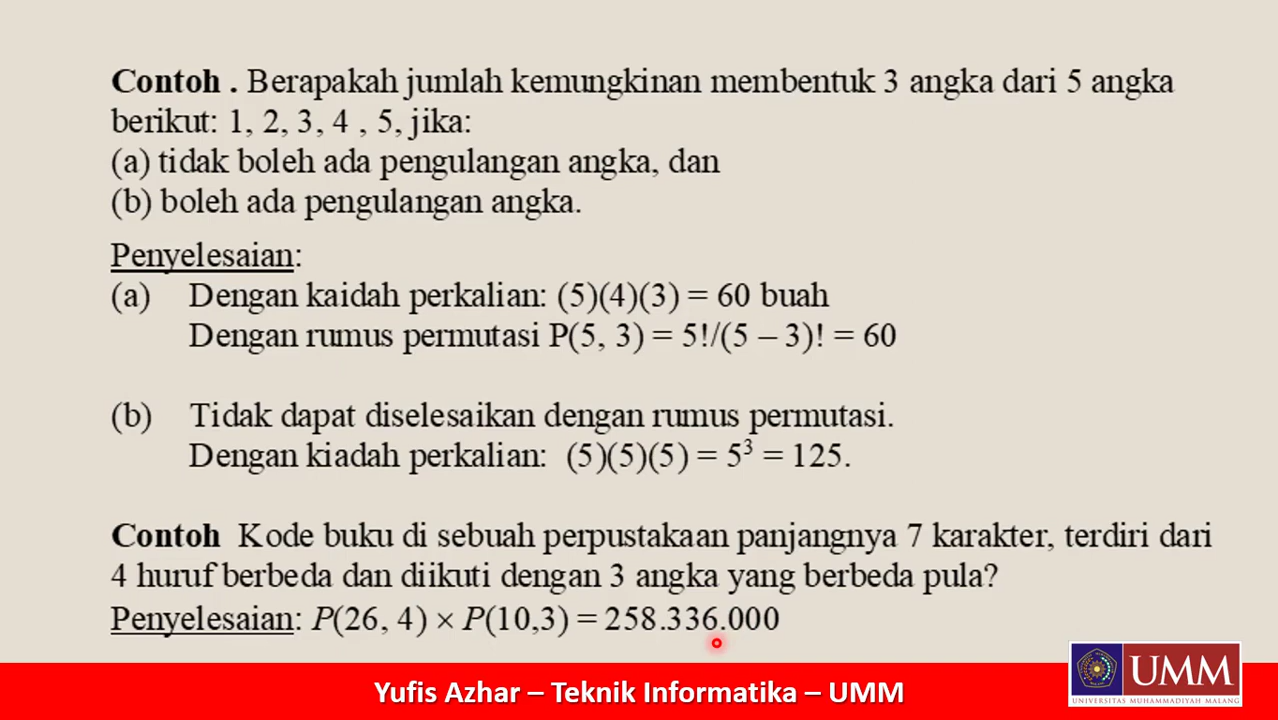 Contoh . Berapakah jumlah kemungkinan membentuk 3 angka dari 5 angka
berikut: 1, 2, 3, 4 , 5, jika:
(a) tidak boleh ada pengulangan angka, dan
(b) boleh ada pengulangan angka.
Penyelesaian:
(a) Dengan kaidah perkalian: (5)(4)(3) = 60 buah
Dengan rumus permutasi P(5, 3) = 5!/(5 – 3)! = 60
(b) Tidak dapat diselesaikan dengan rumus permutasi.
Dengan kiadah perkalian: (5)(5)(5) = 5³ = 125.
Contoh Kode buku di sebuah perpustakaan panjangnya 7 karakter, terdiri dari
4 huruf berbeda dan diikuti dengan 3 angka yang berbeda pula?
Penyelesaian: P(26, 4) × P(10,3) = 258.336.000
Yufis Azhar – Teknik Informatika – UMM
UMM
UNIVERSITAS MUHAMMADIYAH MALANG